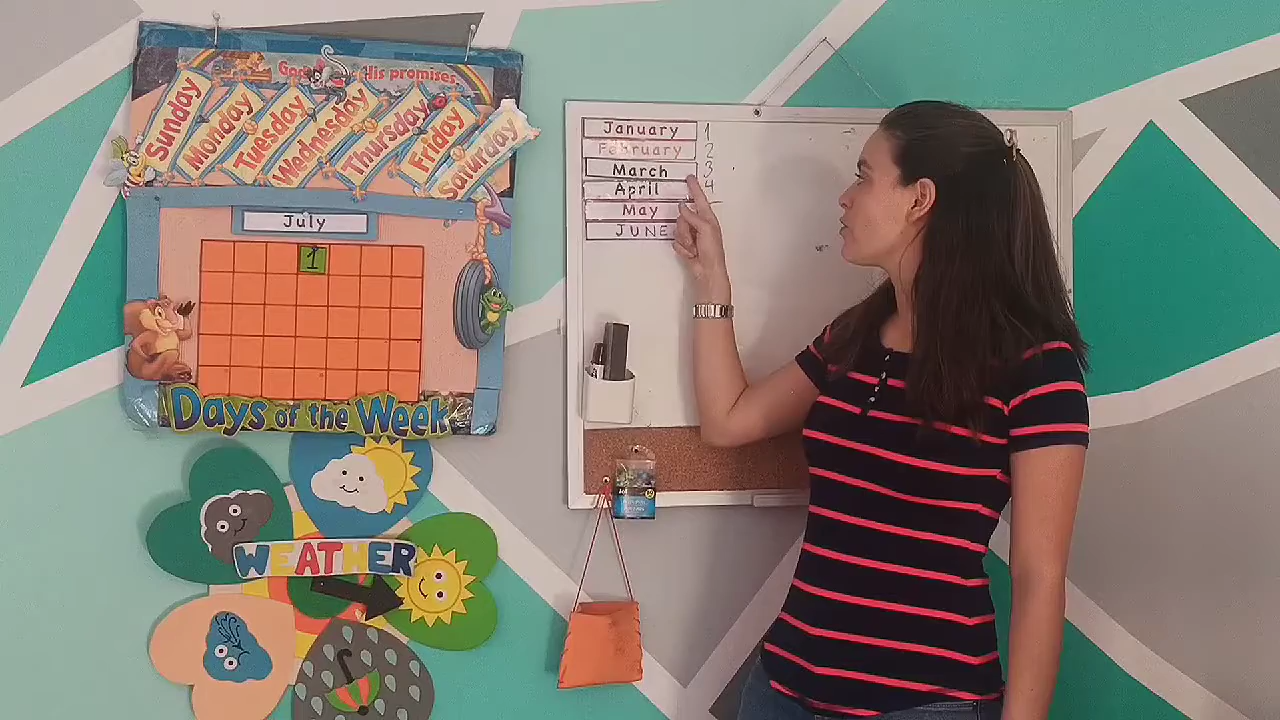 God His promises
Sunday
Monday
Tuesday
Wednesday
Thursday
Friday
Saturday
July
1
Days of the Week
WEATHER
January 1
February 2
March 3
April 4
May
JUNE